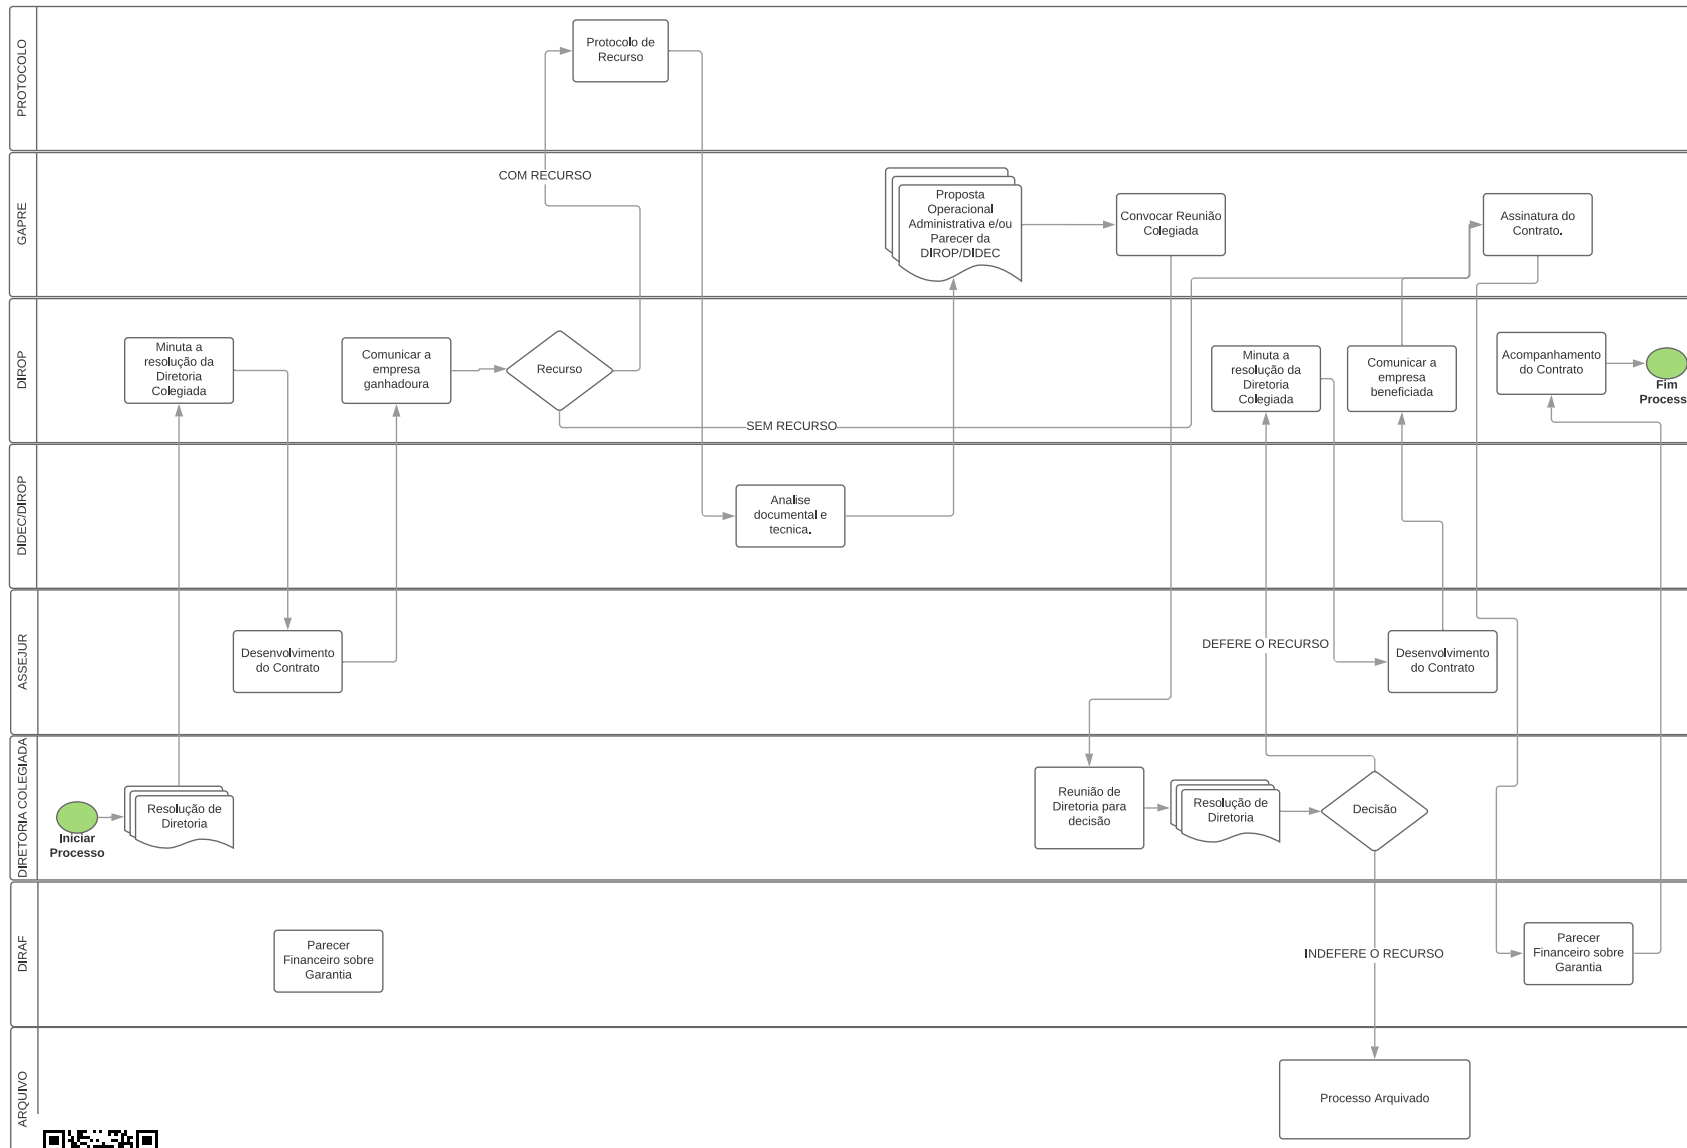 PROTOCOLO
Protocolo de
Recurso
GAPRE
COM RECURSO
Proposta
Operacional
Administrativa e/ou
Parecer da
DIROP/DIDEC
Convocar Reunião
Colegiada
Assinatura do
Contrato.
DIROP
Minuta a
resolução da
Diretoria
Colegiada
Comunicar a
empresa
ganhadoura
Recurso
SEM RECURSO
Minuta a
resolução da
Diretoria
Colegiada
Comunicar a
empresa
beneficiada
Acompanhamento
do Contrato
Fim
Process
DIDEC/DIROP
Analise
documental e
tecnica.
ASSEJUR
Desenvolvimento
do Contrato
DEFERE O RECURSO
Desenvolvimento
do Contrato
DIRETORIA COLEGIADA
Iniciar
Processo
Resolução de
Diretoria
Reunião de
Diretoria para
decisão
Resolução de
Diretoria
Decisão
DIRAF
Parecer
Financeiro sobre
Garantia
INDEFERE O RECURSO
Parecer
Financeiro sobre
Garantia
ARQUIVO
Processo Arquivado